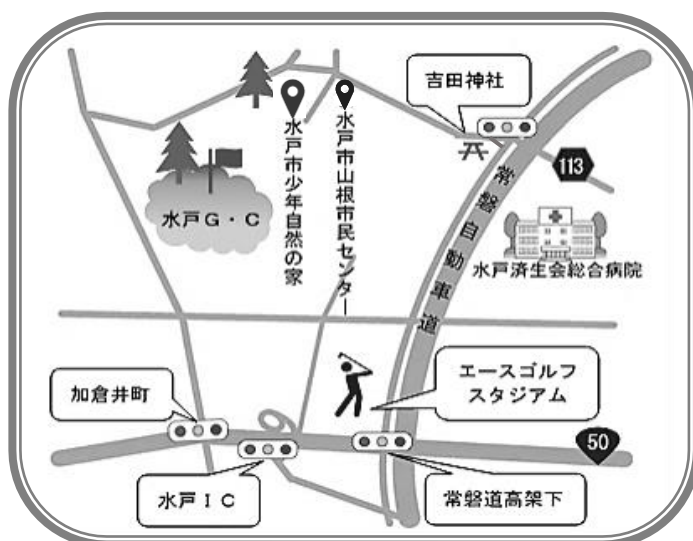 吉田神社
113
水戸市少年自然の家
水戸市山根市民センター
常磐自動車道
水戸G・C
水戸済生会総合病院
加倉井町
エースゴルフ
スタジアム
50
水戸IC
常磐道高架下